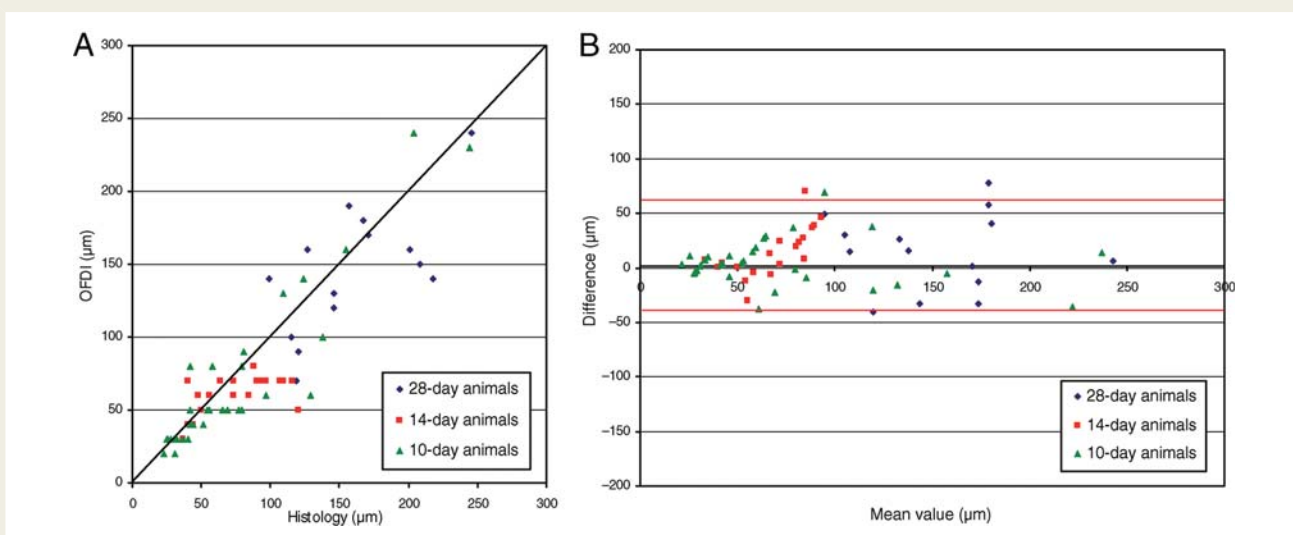 A
300
250
200
150
100
50
0
OFDI (µm)
0 50 100 150 200 250 300
Histology (µm)
28-day animals
14-day animals
10-day animals
B
200
150
100
50
0
−50
−100
−150
−200
Difference (µm)
0 50 100 150 200 250 300
Mean value (µm)
28-day animals
14-day animals
10-day animals